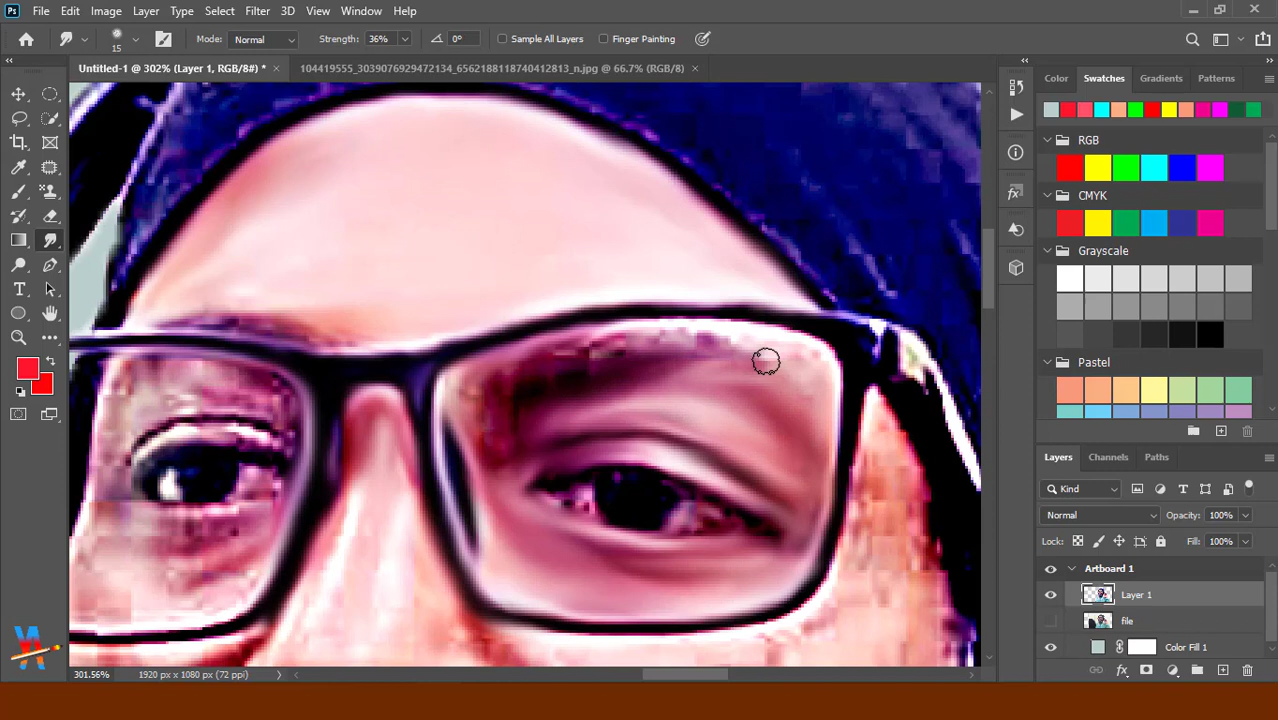 Ps File Edit Image Layer Type Select Filter 3D View Window Help
15 Mode: Normal Strength: 36% 0° Sample All Layers Finger Painting
Untitled-1 @ 302% (Layer 1, RGB/8#) * × 104419555_3039076929472134_6562188118740412813_n.jpg @ 66.7% (RGB/8) ×
Color Swatches Gradients Patterns
RGB
CMYK
Grayscale
Pastel
Layers Channels Paths
Kind
Normal Opacity: 100%
Lock: Fill: 100%
Artboard 1
Layer 1
file
Color Fill 1
301.56% 1920 px x 1080 px (72 ppi)